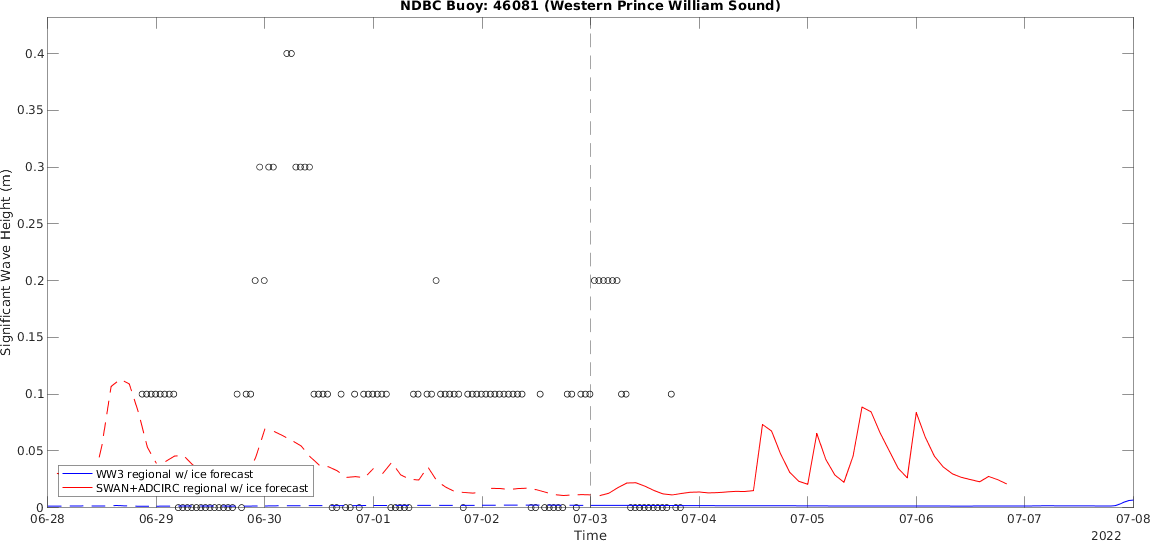 NDBC Buoy: 46081 (Western Prince William Sound)
0.4
0.35
0.3
0.25
0.2
0.15
0.1
0.05
0
Significant Wave Height (m)
WW3 regional w/ ice forecast
SWAN+ADCIRC regional w/ ice forecast
06-28 06-29 06-30 07-01 07-02 07-03 07-04 07-05 07-06 07-07 07-08
Time
2022